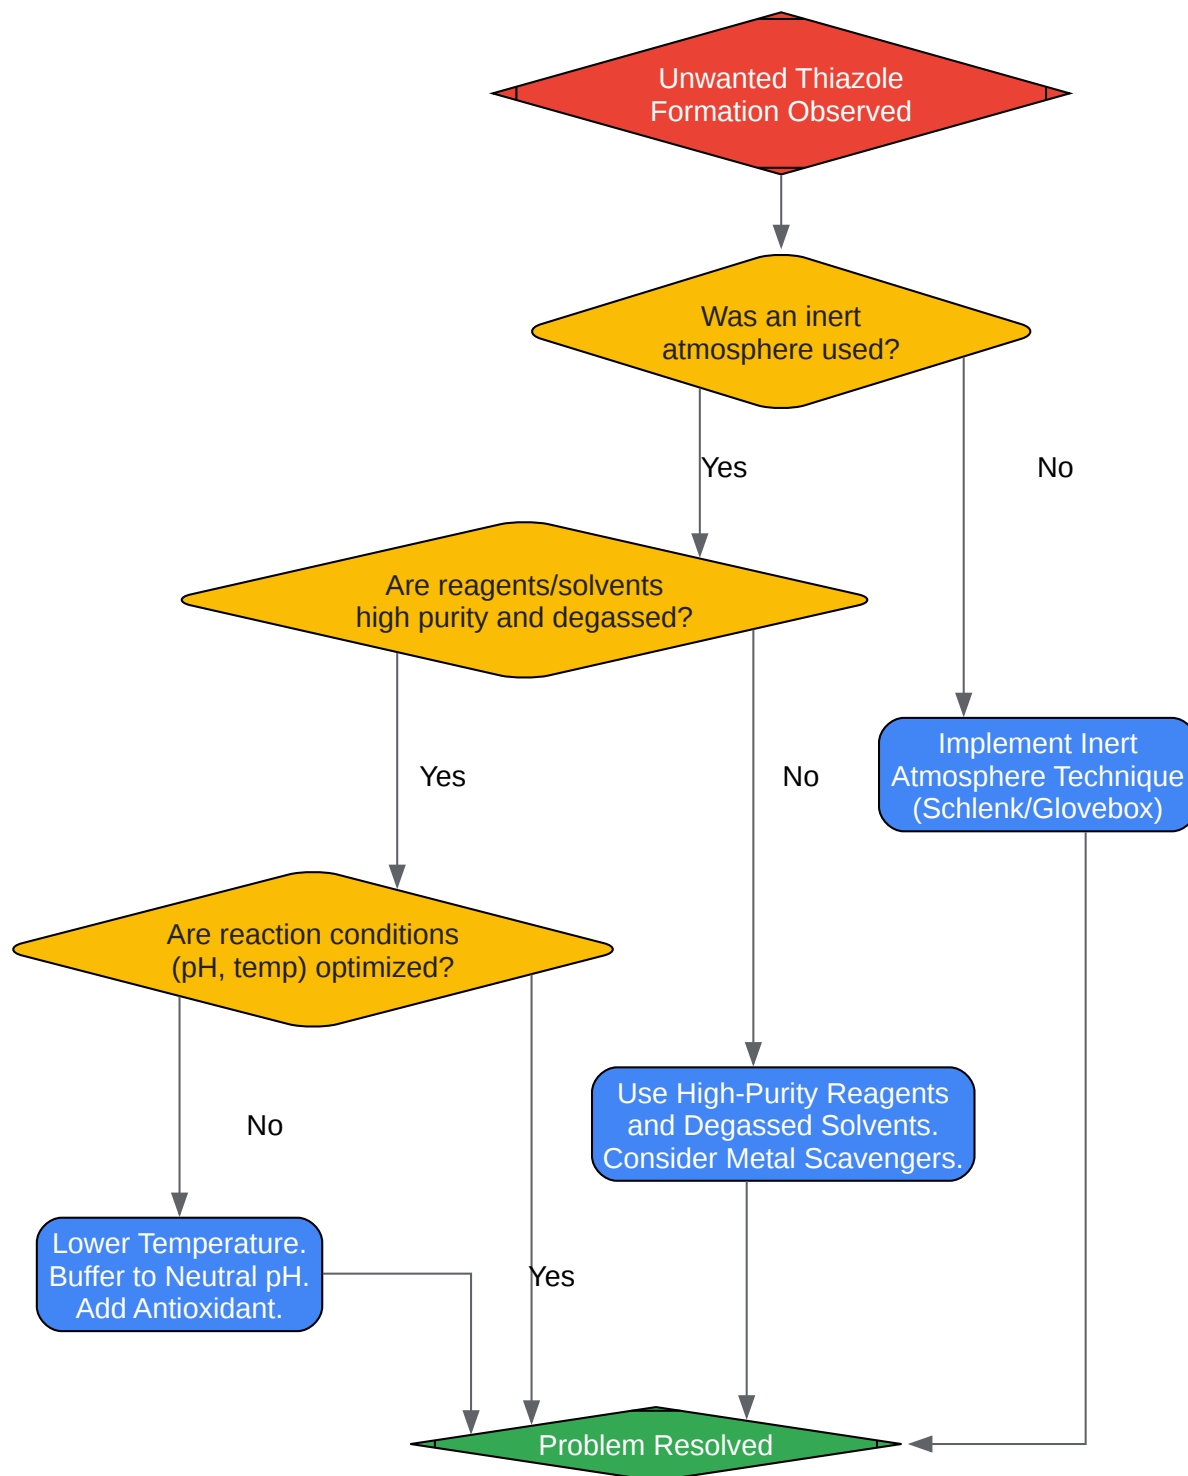 Unwanted Thiazole
Formation Observed
Was an inert
atmosphere used?
Yes
No
Are reagents/solvents
high purity and degassed?
Implement Inert
Atmosphere Technique
(Schlenk/Glovebox)
Yes
No
Are reaction conditions
(pH, temp) optimized?
Use High-Purity Reagents
and Degassed Solvents.
Consider Metal Scavengers.
No
Lower Temperature.
Buffer to Neutral pH.
Add Antioxidant.
Yes
Problem Resolved